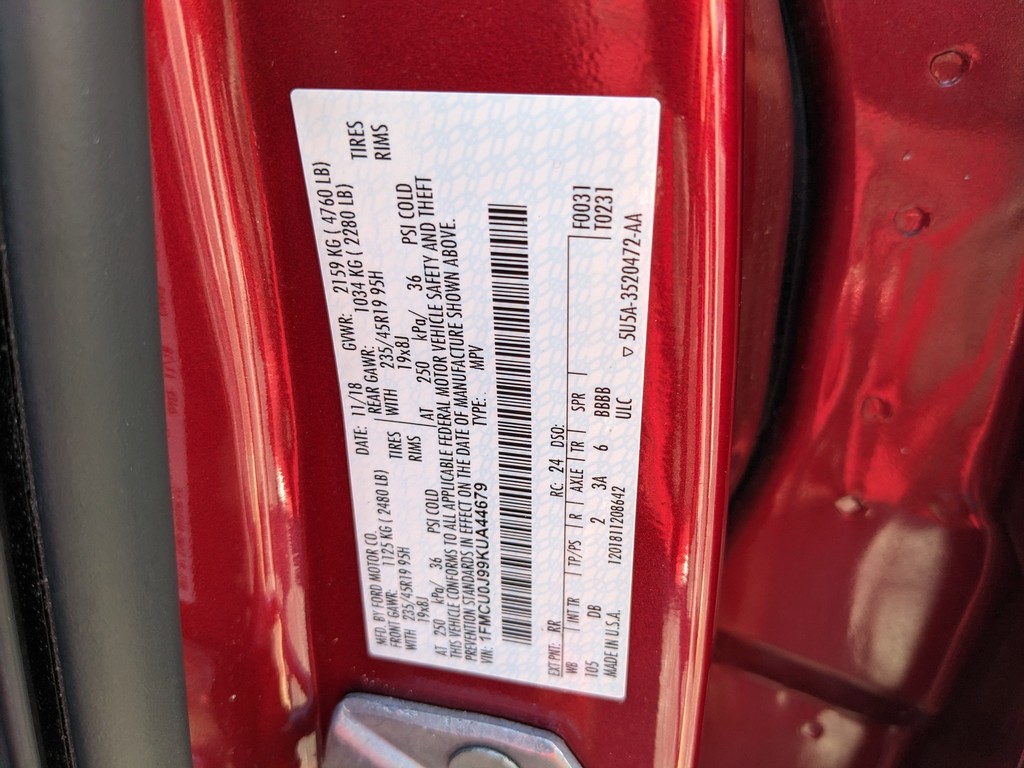 MFD. BY FORD MOTOR CO. DATE: 11/18 GVWR: 2159 KG ( 4760 LB)
FRONT GAWR: 1125 KG ( 2480 LB) REAR GAWR: 1034 KG ( 2280 LB)
WITH 235/45R19 95H TIRES WITH 235/45R19 95H TIRES
19x8J RIMS 19x8J RIMS
AT 250 kPa/ 36 PSI COLD AT 250 kPa/ 36 PSI COLD
THIS VEHICLE CONFORMS TO ALL APPLICABLE FEDERAL MOTOR VEHICLE SAFETY AND THEFT
PREVENTION STANDARDS IN EFFECT ON THE DATE OF MANUFACTURE SHOWN ABOVE.
VIN: 1FMCU0J99KUA44679 TYPE: MPV
EXT PNT: RR RC: 24 DSO: F0031
WB INT TR TP/PS R AXLE TR SPR T0231
105 DB 2 3A 6 BBBB
MADE IN U.S.A. 1201811208642 ULC ▽ 5U5A-3520472-AA